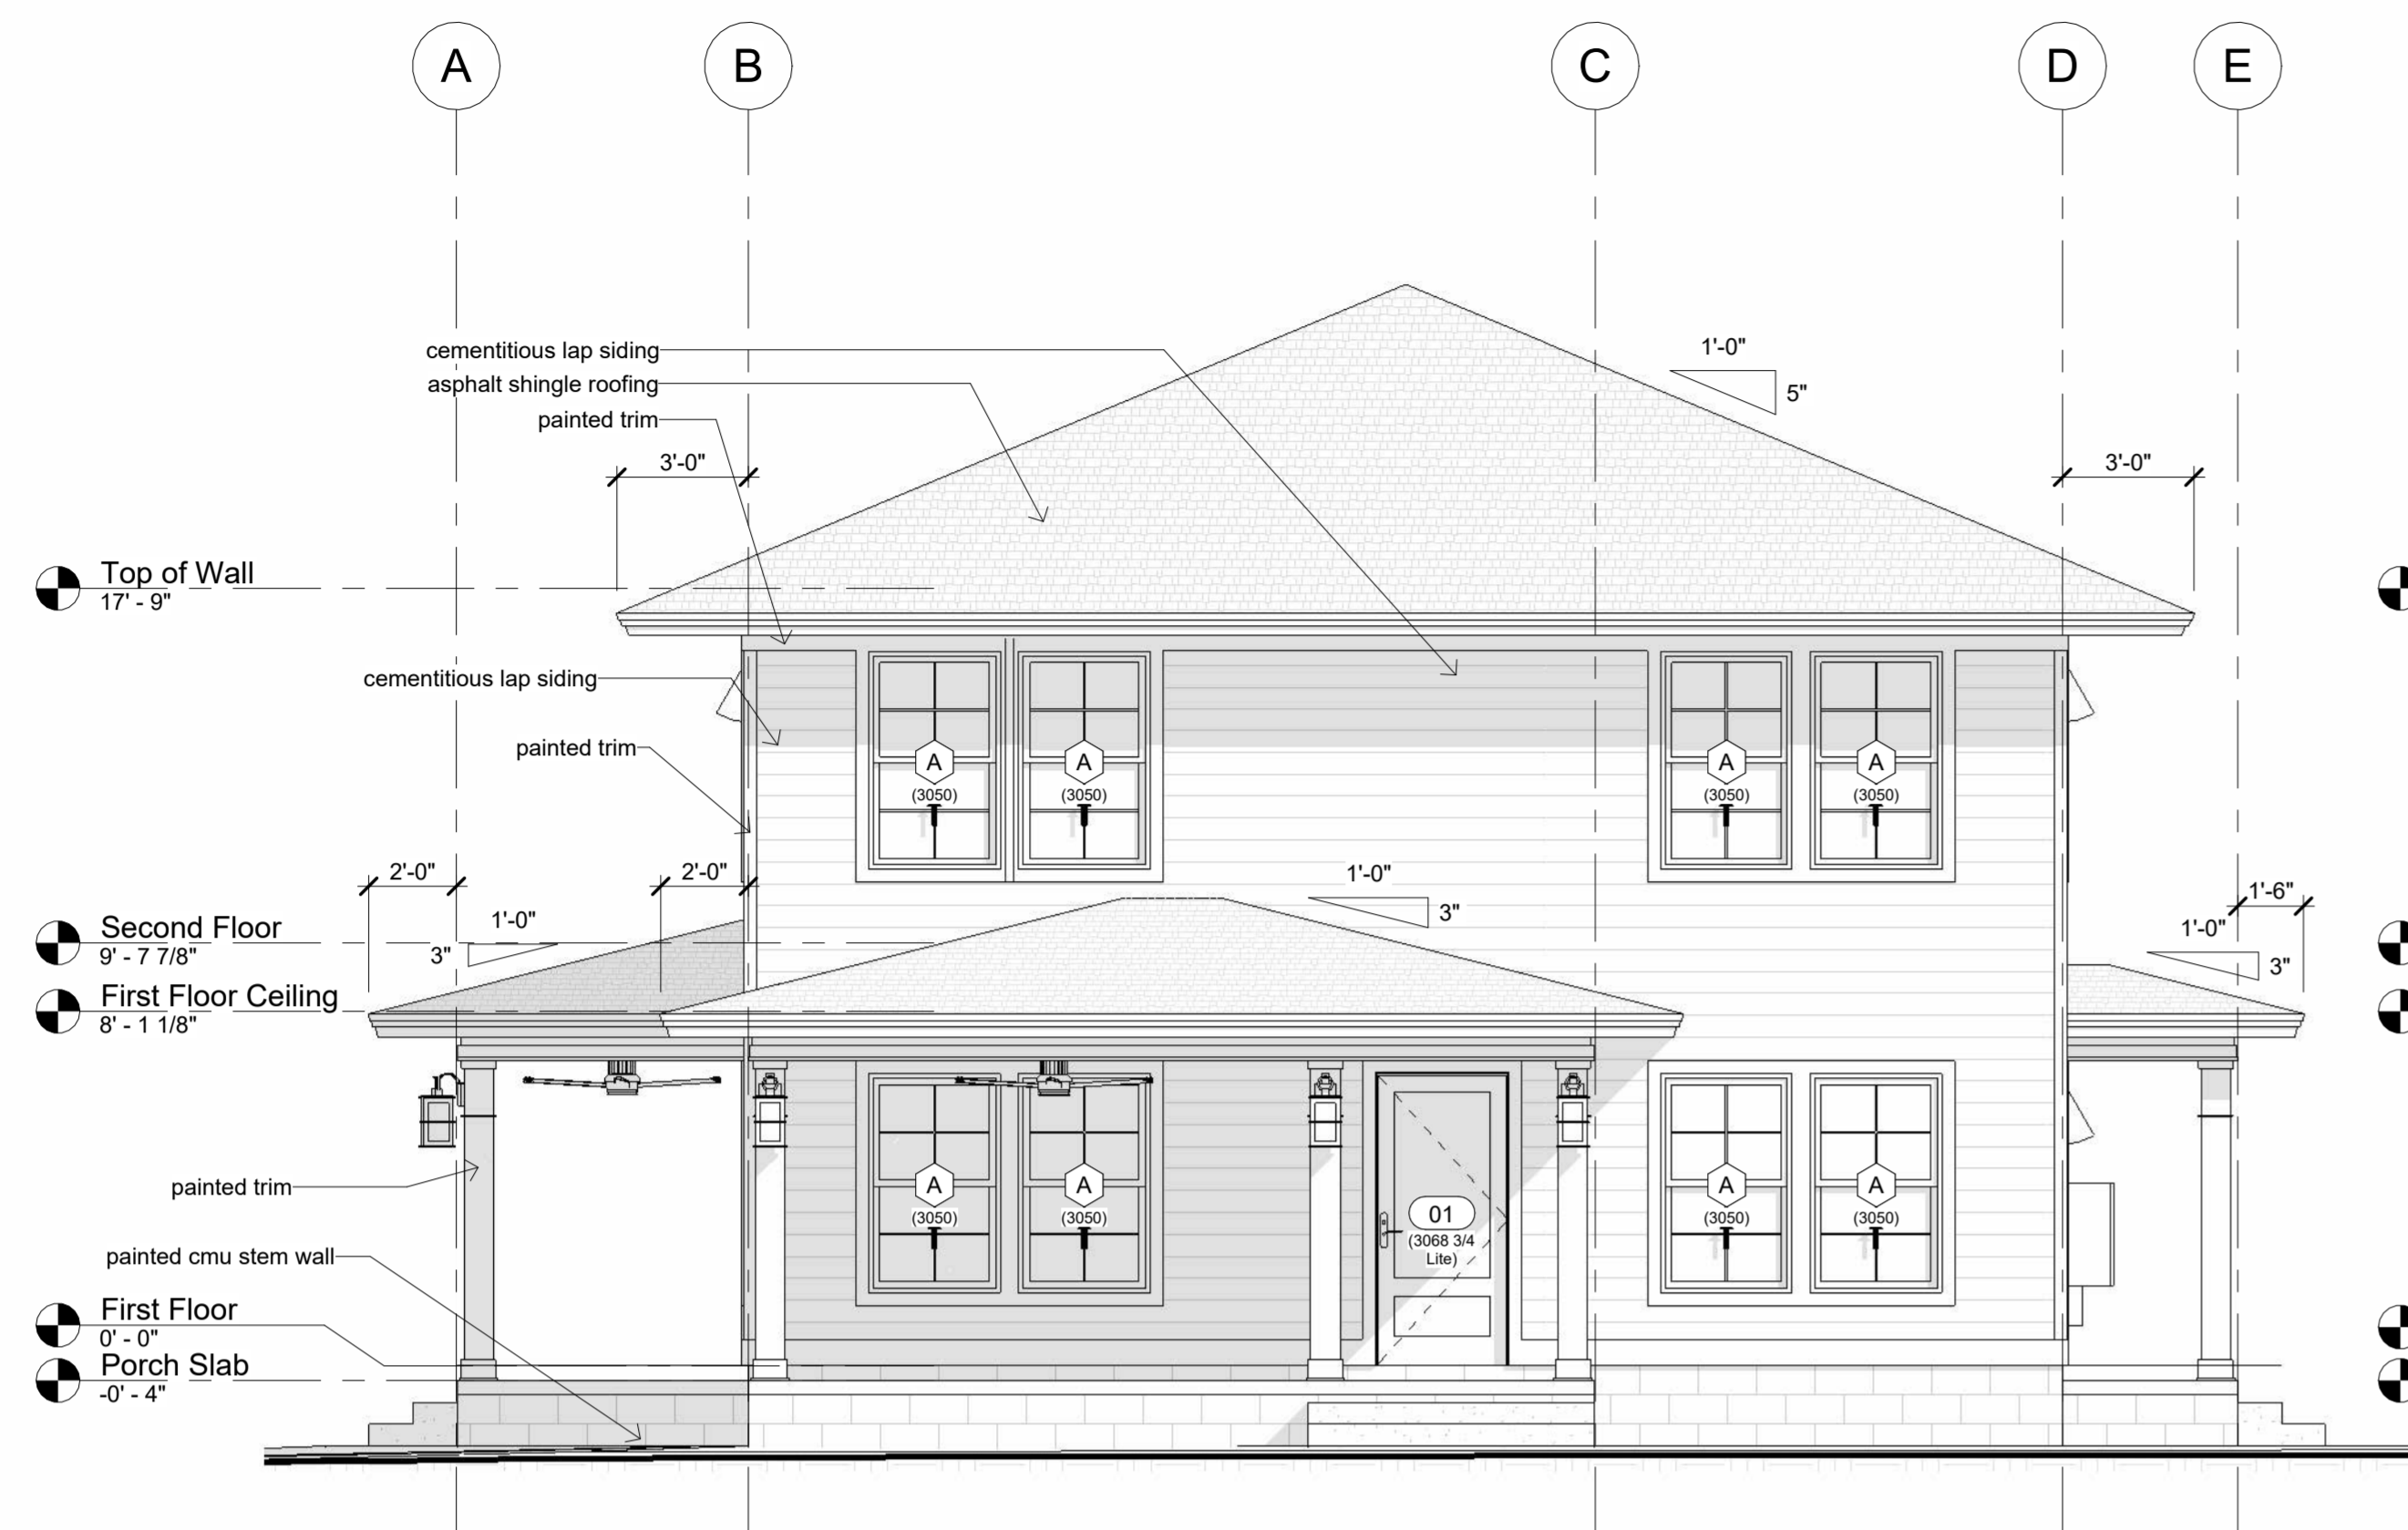 A
B
C
D
E
cementitious lap siding
asphalt shingle roofing
painted trim
1'-0"
5"
3'-0"
3'-0"
Top of Wall
17' - 9"
cementitious lap siding
painted trim
A
(3050)
A
(3050)
A
(3050)
A
(3050)
2'-0"
2'-0"
1'-0"
3"
1'-6"
1'-0"
3"
Second Floor
9' - 7 7/8"
1'-0"
3"
First Floor Ceiling
8' - 1 1/8"
painted trim
A
(3050)
A
(3050)
01
(3068 3/4
Lite)
A
(3050)
A
(3050)
painted cmu stem wall
First Floor
0' - 0"
Porch Slab
-0' - 4"